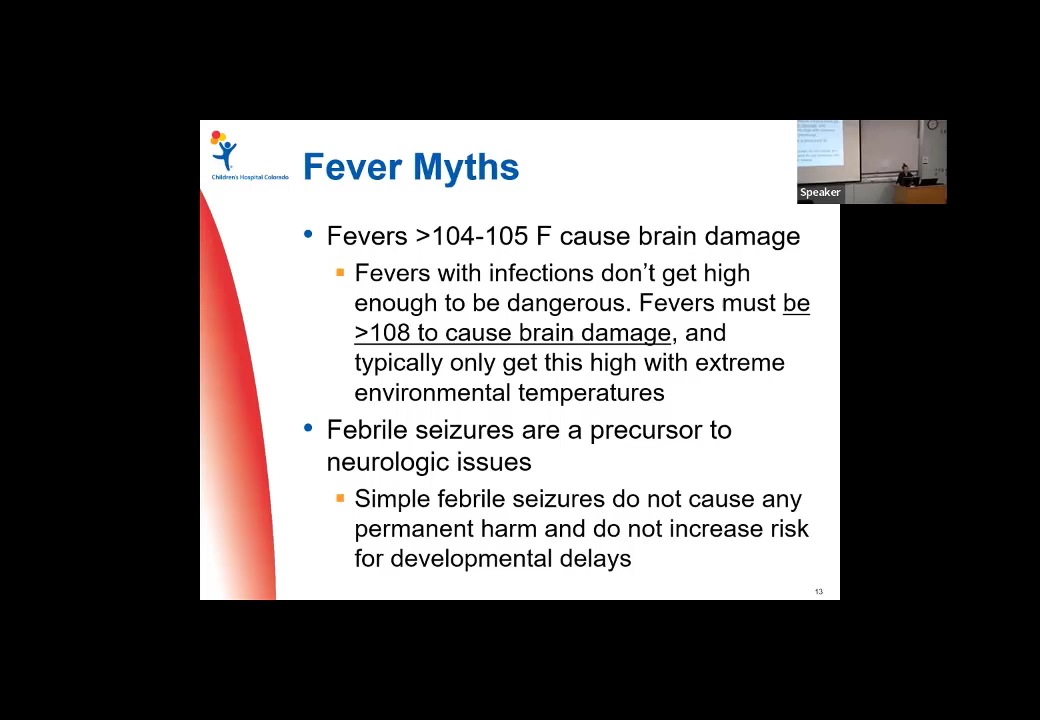 Children's Hospital Colorado
Fever Myths
Speaker
• Fevers >104-105 F cause brain damage
▪ Fevers with infections don’t get high
enough to be dangerous. Fevers must be
>108 to cause brain damage, and
typically only get this high with extreme
environmental temperatures
• Febrile seizures are a precursor to
neurologic issues
▪ Simple febrile seizures do not cause any
permanent harm and do not increase risk
for developmental delays
13